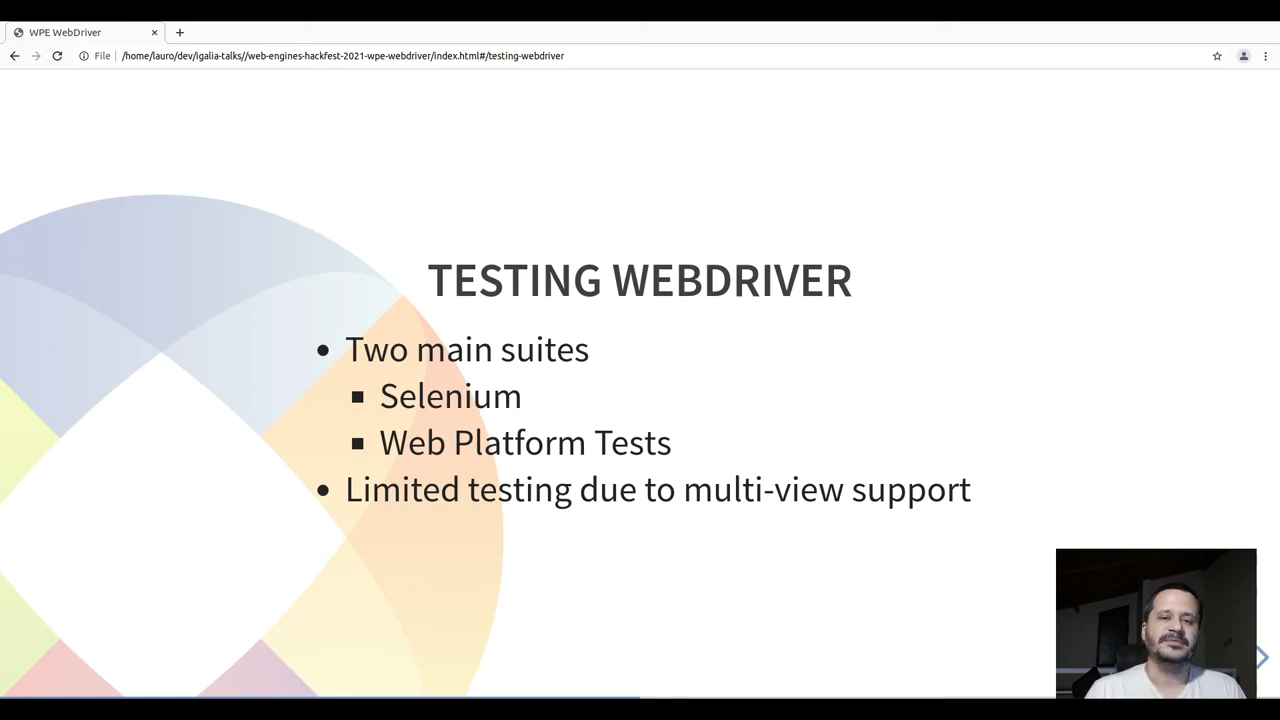 WPE WebDriver
File
/home/lauro/dev/igalia-talks//web-engines-hackfest-2021-wpe-webdriver/index.html#/testing-webdriver
TESTING WEBDRIVER
Two main suites
Selenium
Web Platform Tests
Limited testing due to multi-view support